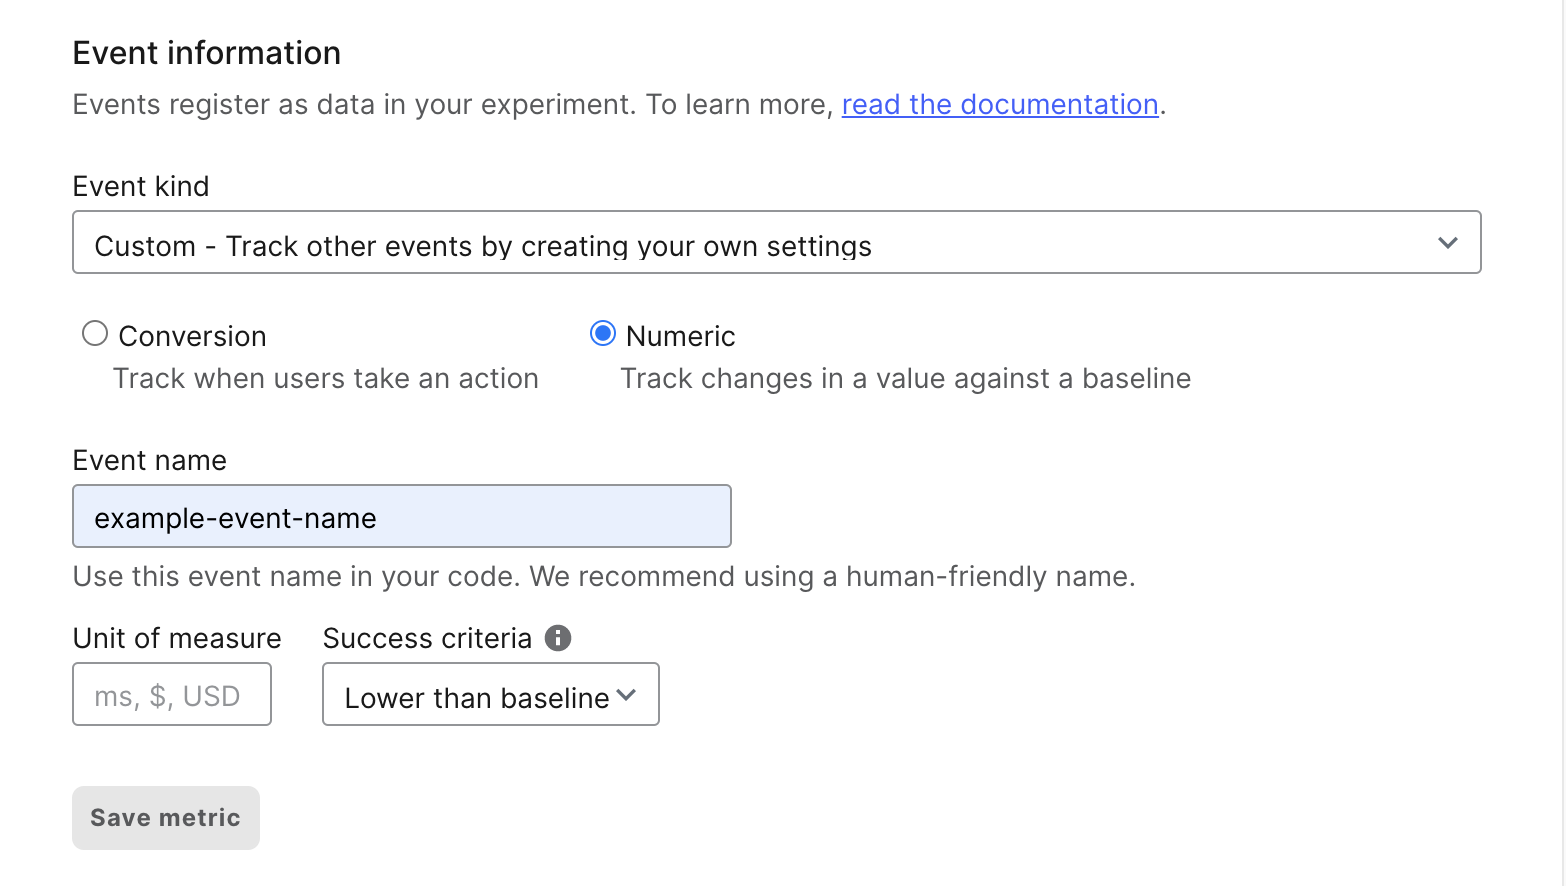 Event information
Events register as data in your experiment. To learn more, read the documentation.
Event kind
Custom - Track other events by creating your own settings
Conversion
Numeric
Track when users take an action
Track changes in a value against a baseline
Event name
example-event-name
Use this event name in your code. We recommend using a human-friendly name.
Unit of measure
Success criteria
ms, $, USD
Lower than baseline
Save metric